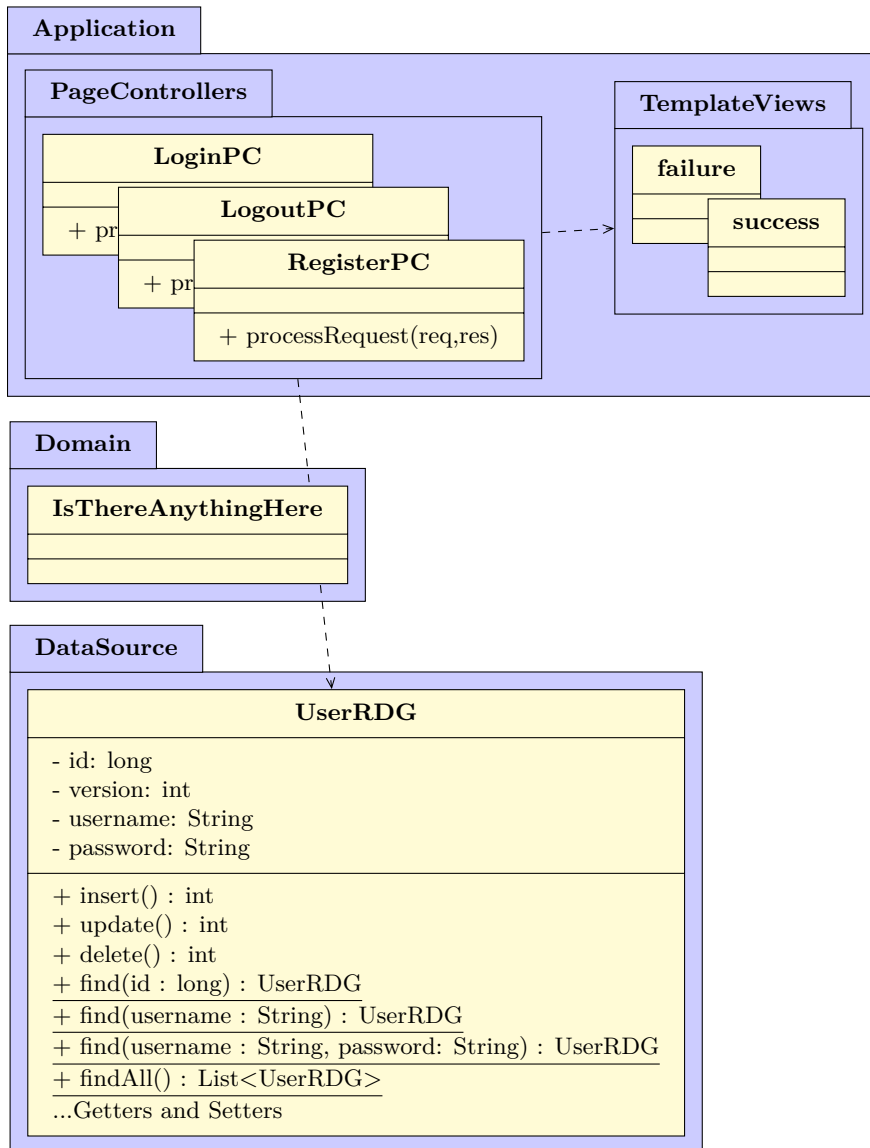 Application
PageControllers
TemplateViews
LoginPC
+ pr
LogoutPC
+ pr
RegisterPC
+ processRequest(req,res)
failure
success
Domain
IsThereAnythingHere
DataSource
UserRDG
- id: long
- version: int
- username: String
- password: String
+ insert() : int
+ update() : int
+ delete() : int
+ find(id : long) : UserRDG
+ find(username : String) : UserRDG
+ find(username : String, password: String) : UserRDG
+ findAll() : List<UserRDG>
...Getters and Setters